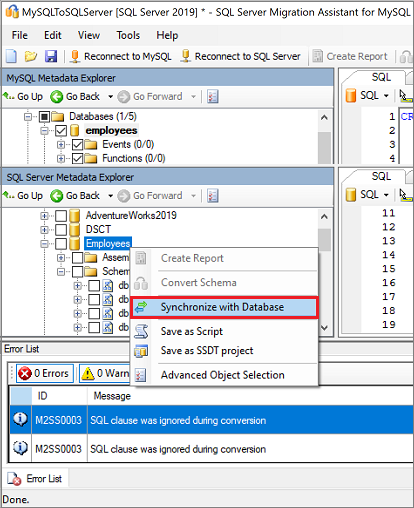 MySQLToSQLServer [SQL Server 2019] * - SQL Server Migration Assistant for MySQL
File Edit View Tools Help
Reconnect to MySQL Reconnect to SQL Server Create Report
MySQL Metadata Explorer
Go Up Go Back Go Forward
Databases (1/5)
employees
Events (0/0)
Functions (0/0)
SQL
SQL
1 CR
2
3
4
SQL Server Metadata Explorer
Go Up Go Back Go Forward
AdventureWorks2019
DSCT
Employees
Assem
Schem
db
db
db
db
SQL
SQL
11
12
13
14
15
16
17
18
19
Create Report
Convert Schema
Synchronize with Database
Save as Script
Save as SSDT project
Advanced Object Selection
Error List
0 Errors 0 Warn
ID Message
M2SS0003 SQL clause was ignored during conversion
M2SS0003 SQL clause was ignored during conversion
Error List
Done.